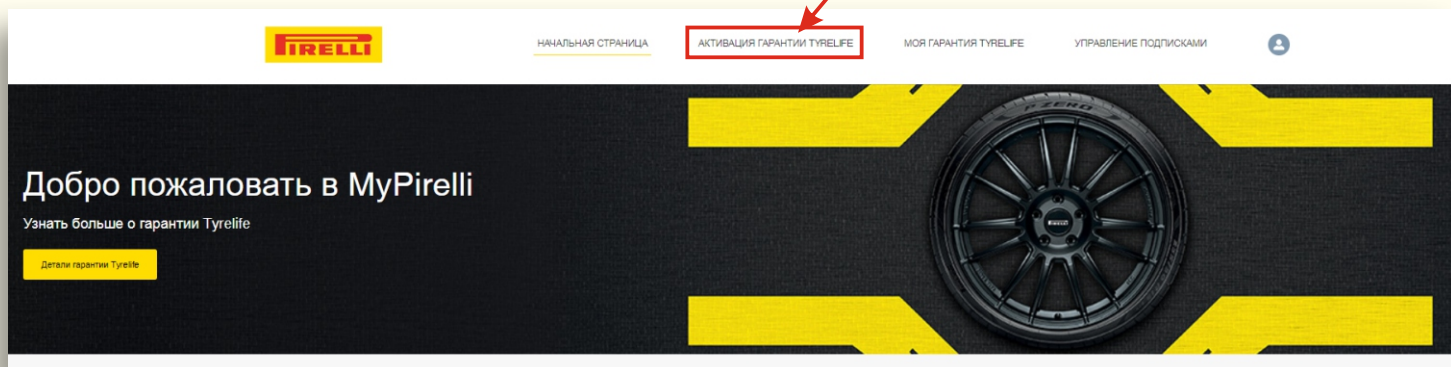 PIRELLI
НАЧАЛЬНАЯ СТРАНИЦА
АКТИВАЦИЯ ГАРАНТИИ TYRELIFE
МОЯ ГАРАНТИЯ TYRELIFE
УПРАВЛЕНИЕ ПОДПИСКАМИ
P ZERO
Добро пожаловать в MyPirelli
Узнать больше о гарантии Tyrelife
Детали гарантии Tyrelife
PIRELLI